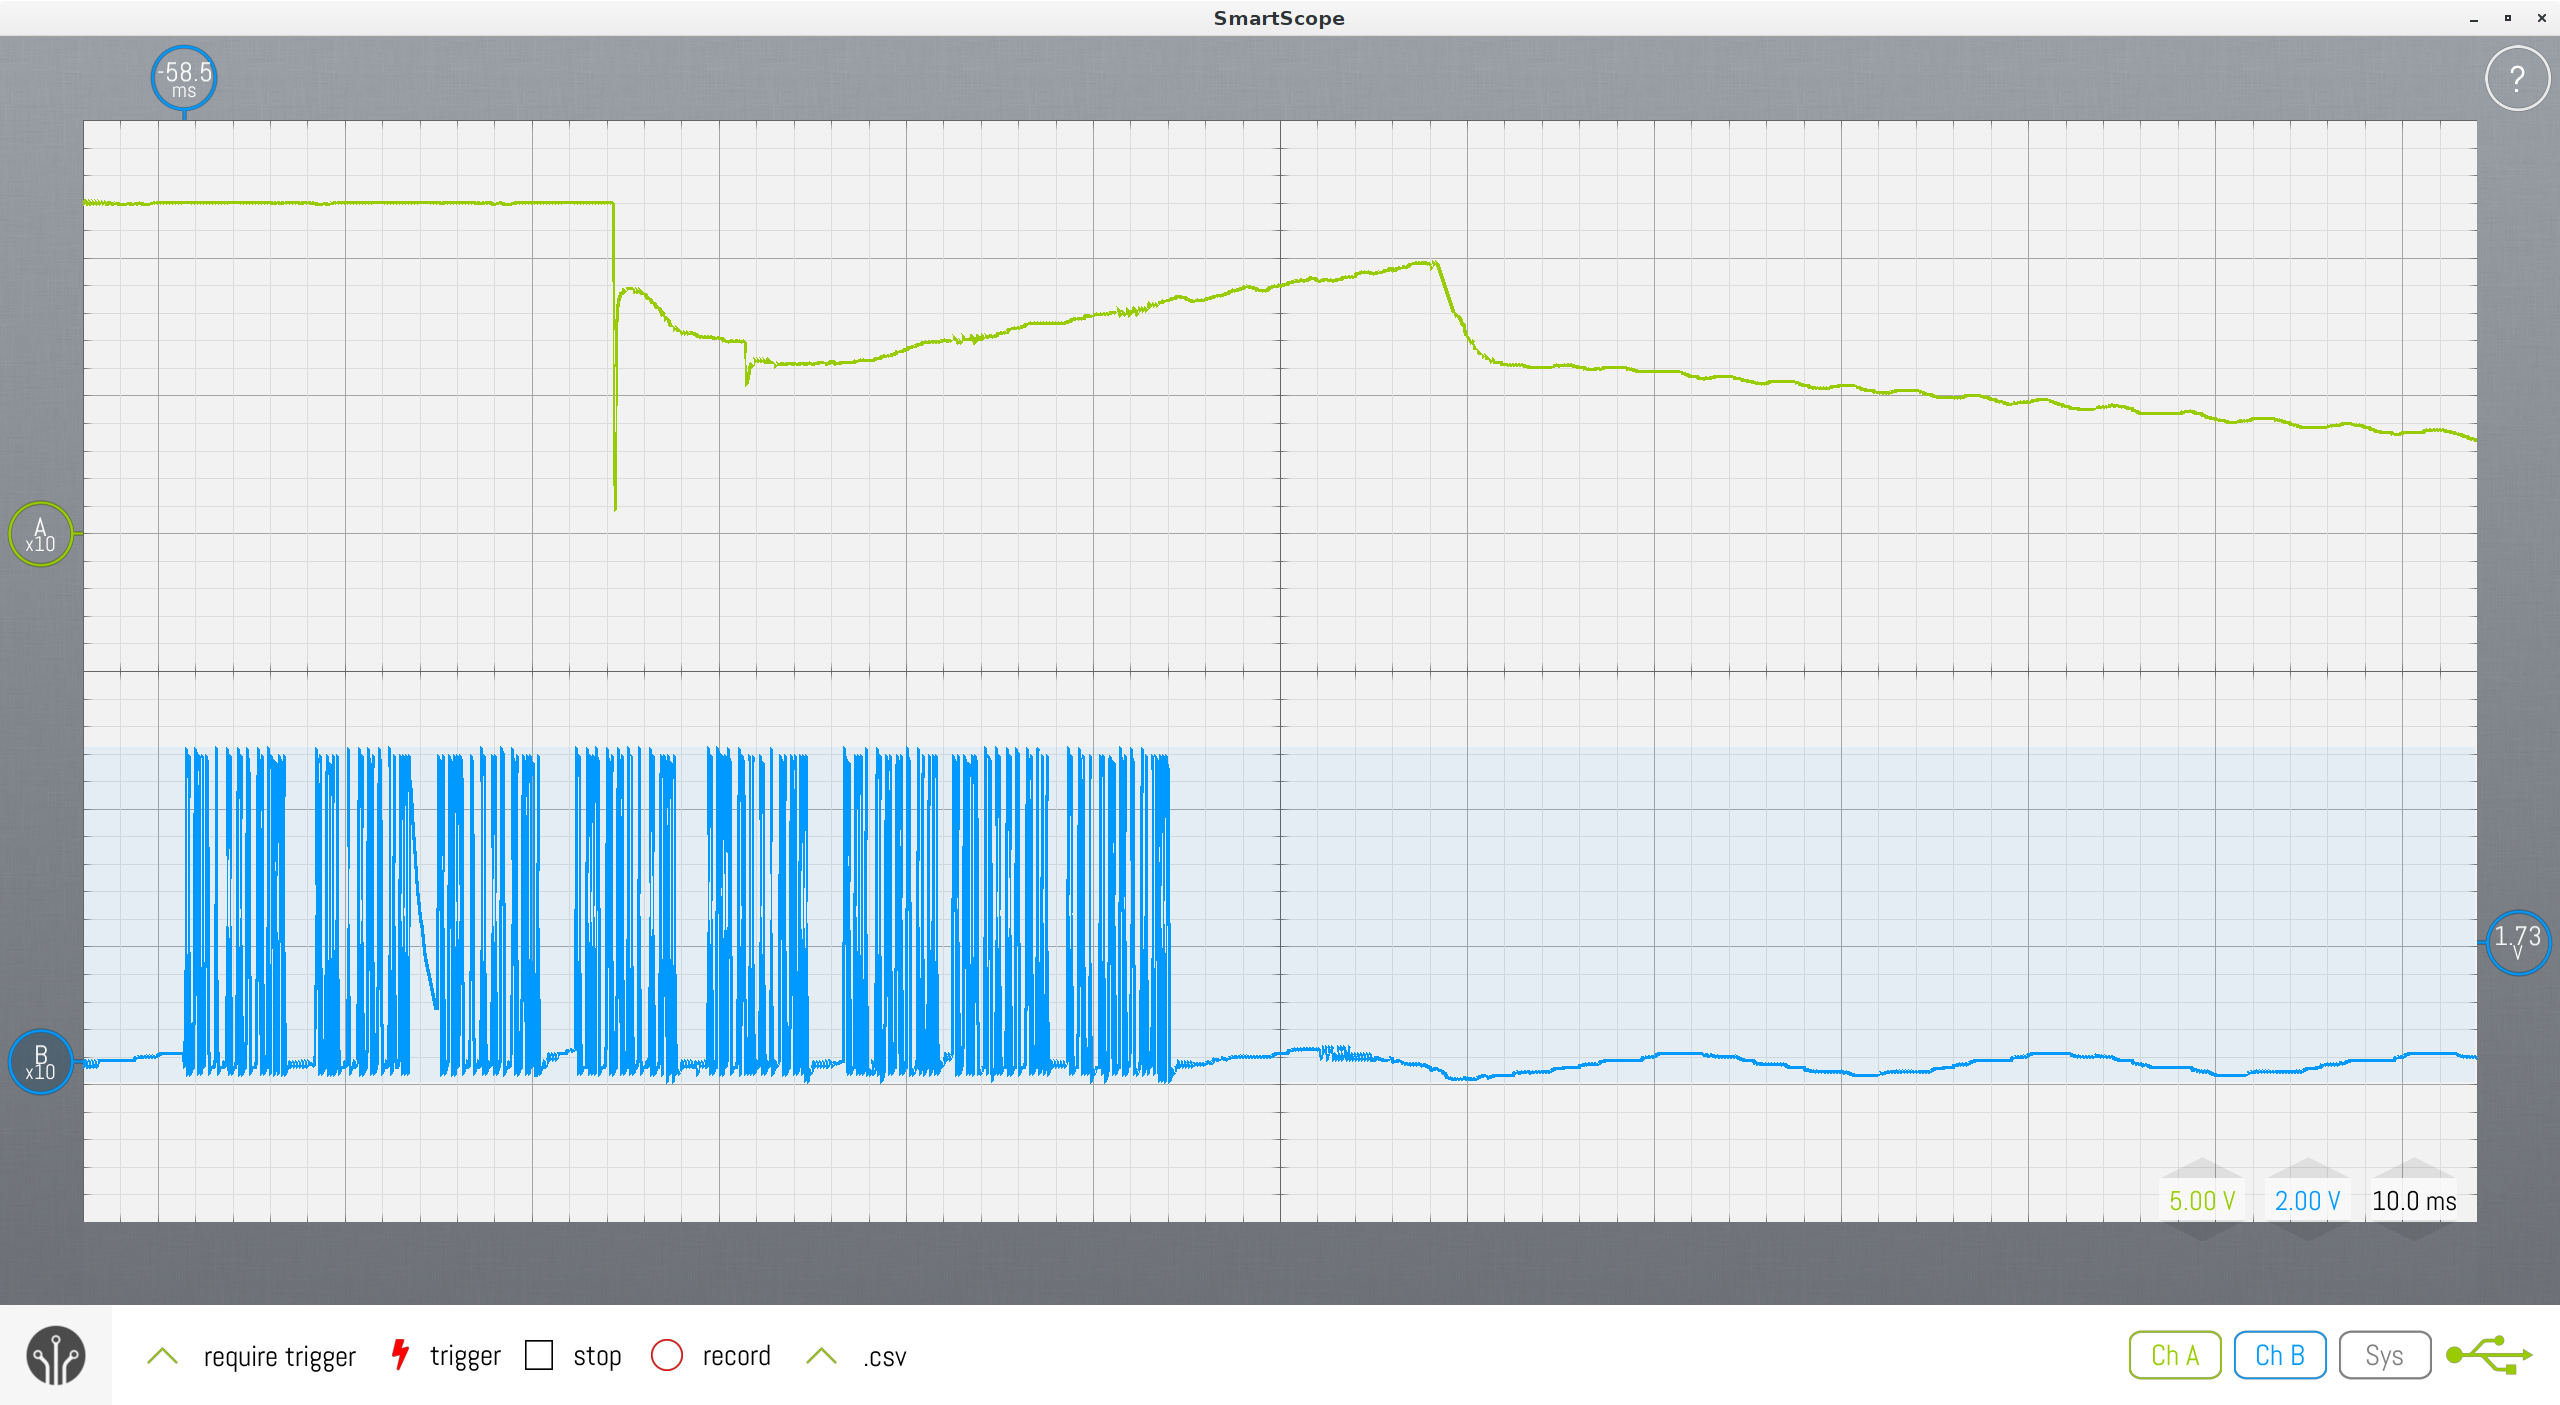 SmartScope
-58.5
ms
?
A
x10
B
x10
1.73
V
5.00 V
2.00 V
10.0 ms
require trigger
trigger
stop
record
.csv
Ch A
Ch B
Sys